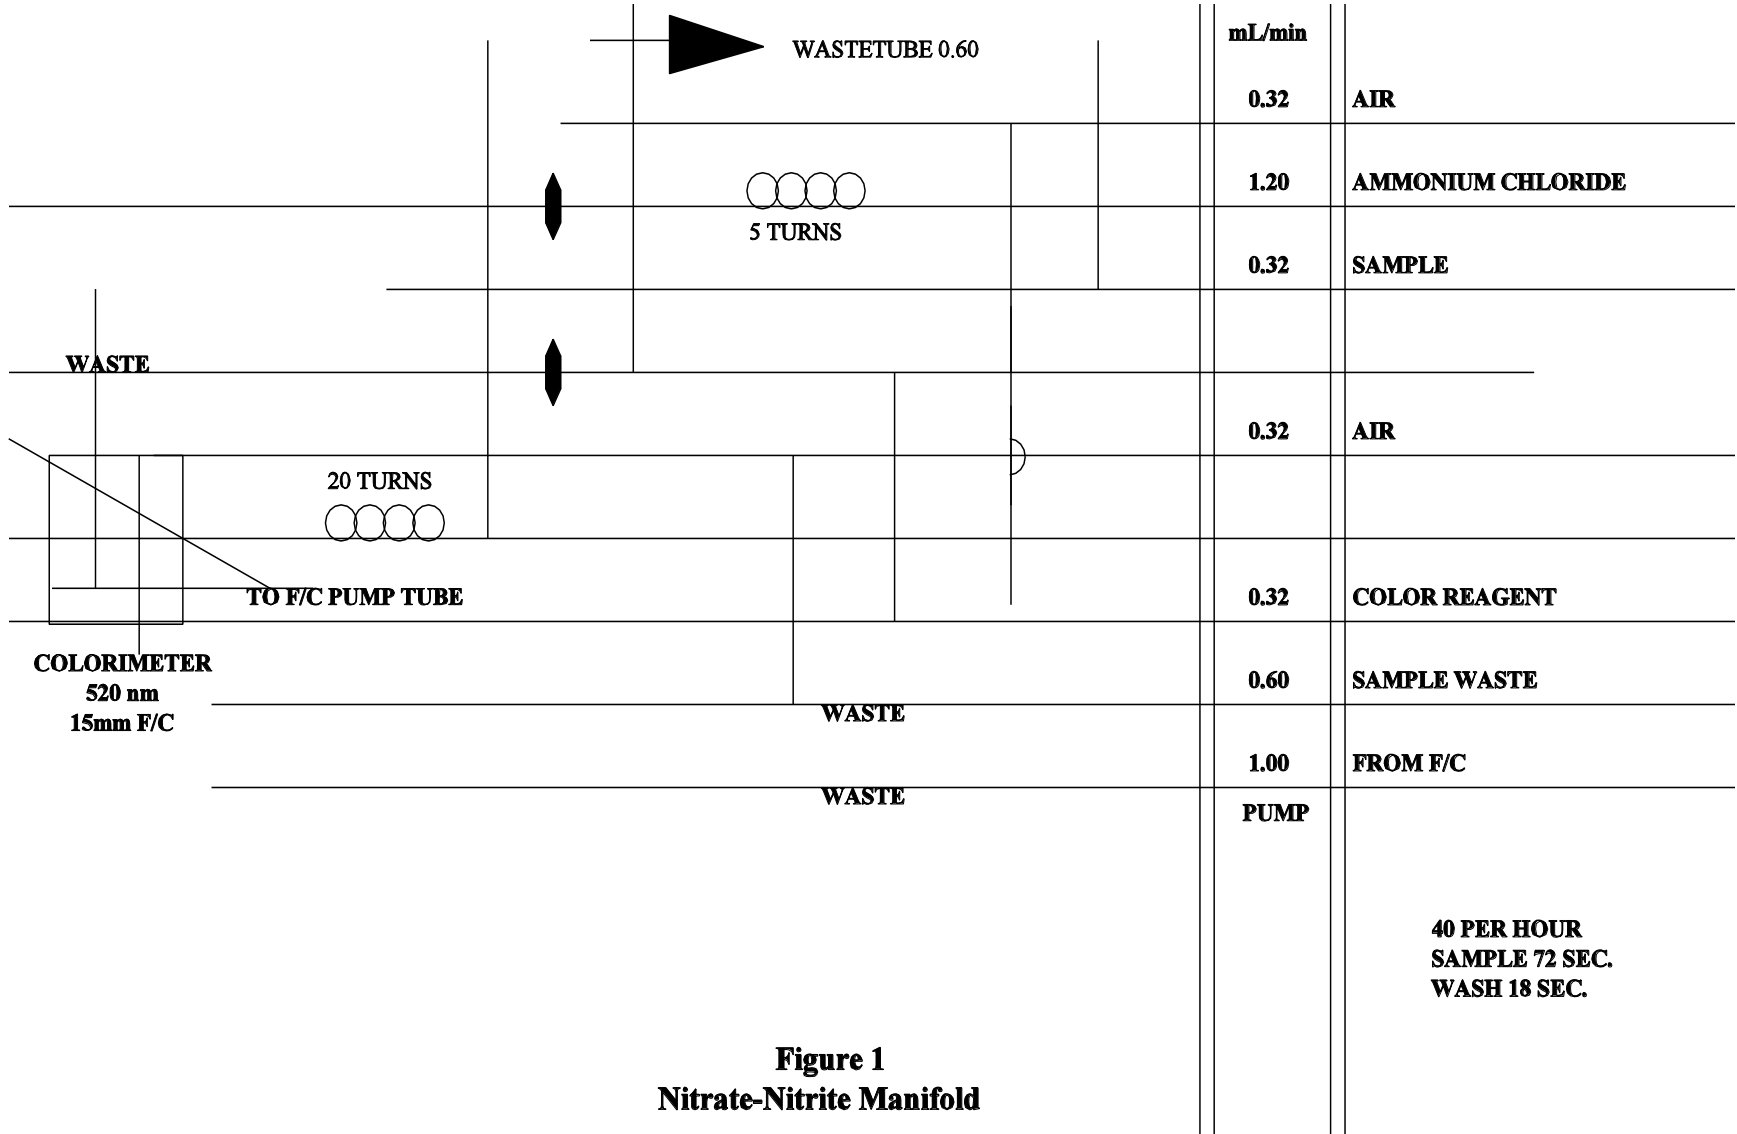 mL/min
WASTETUBE 0.60
0.32 AIR
1.20 AMMONIUM CHLORIDE
5 TURNS
0.32 SAMPLE
WASTE
0.32 AIR
20 TURNS
TO F/C PUMP TUBE
0.32 COLOR REAGENT
COLORIMETER
520 nm
15mm F/C
0.60 SAMPLE WASTE
WASTE
1.00 FROM F/C
WASTE
PUMP
40 PER HOUR
SAMPLE 72 SEC.
WASH 18 SEC.
Figure 1
Nitrate-Nitrite Manifold